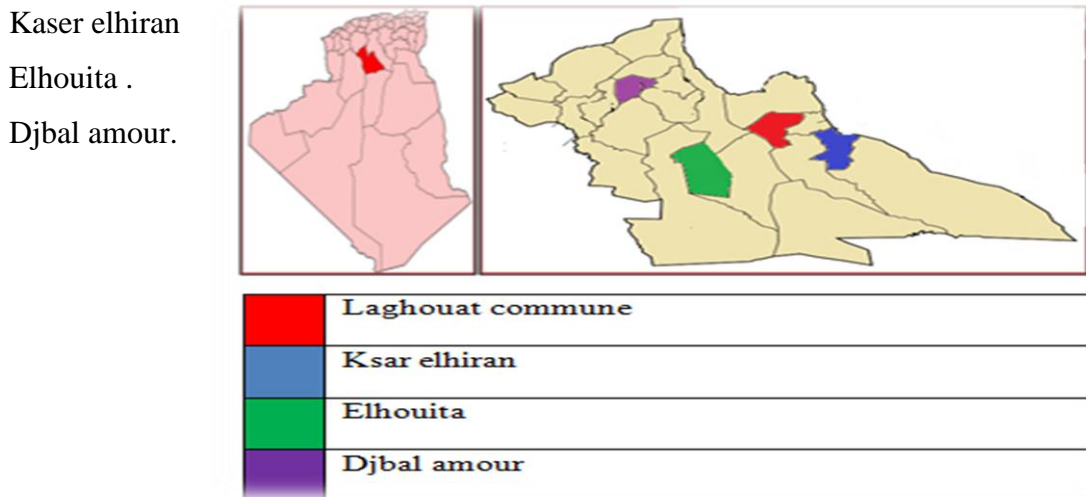 Kaser elhiran
Elhouita .
Djbal amour.
Laghouat commune
Ksar elhiran
Elhouita
Djbal amour